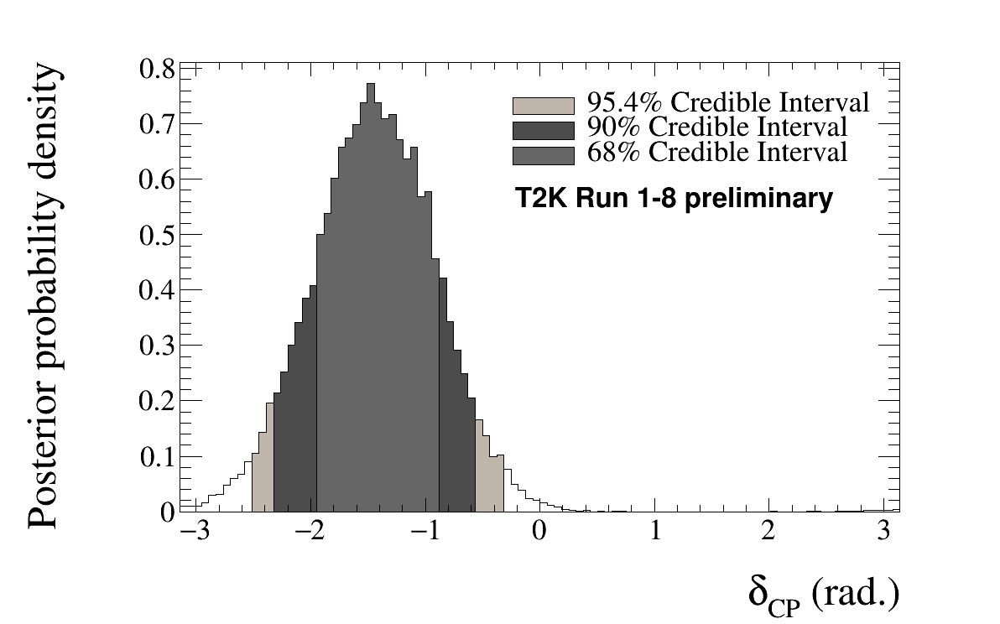 Posterior probability density
0.8
0.7
0.6
0.5
0.4
0.3
0.2
0.1
0
95.4% Credible Interval
90% Credible Interval
68% Credible Interval
T2K Run 1-8 preliminary
−3 −2 −1 0 1 2 3
δCP (rad.)